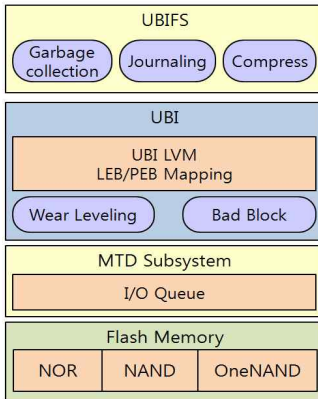 UBIFS
Garbage
collection
Journaling
Compress
UBI
UBI LVM
LEB/PEB Mapping
Wear Leveling
Bad Block
MTD Subsystem
I/O Queue
Flash Memory
NOR
NAND
OneNAND